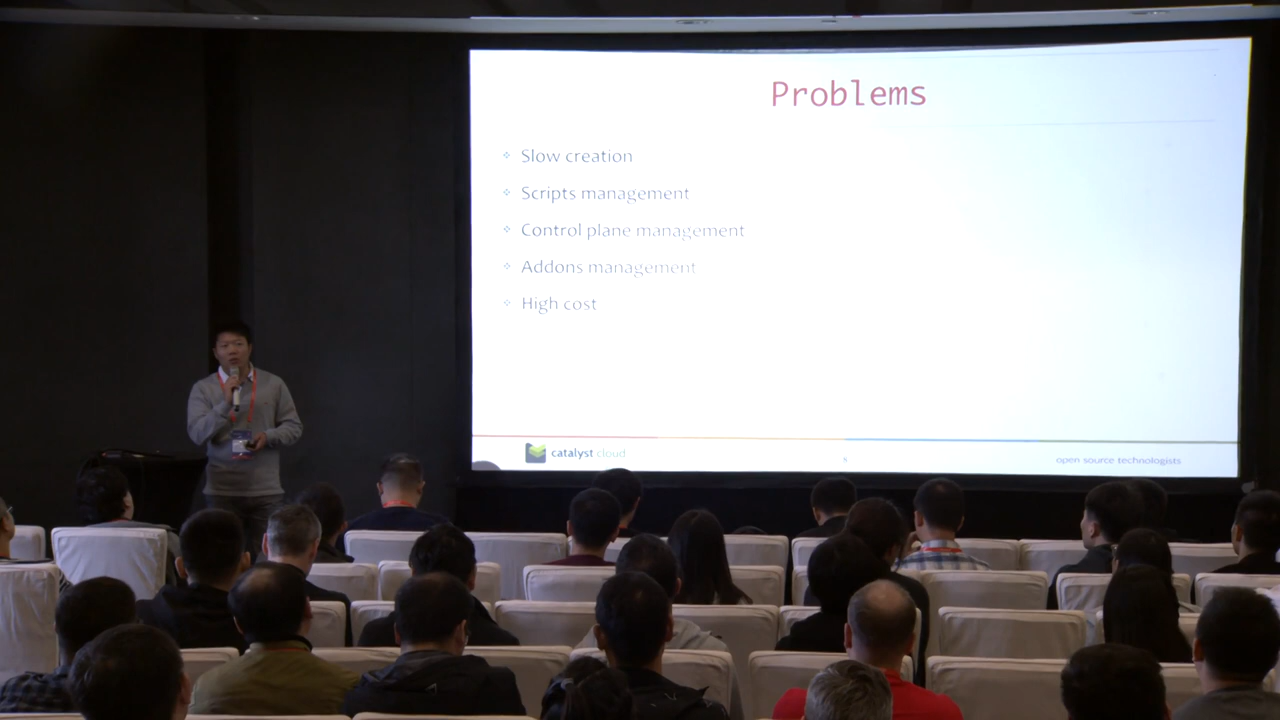 Problems
Slow creation
Scripts management
Control plane management
Addons management
High cost
catalyst cloud
open source technologists